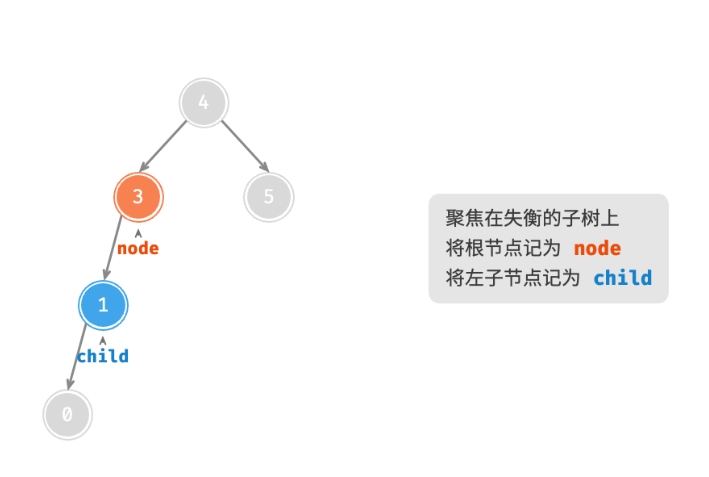 4
3
5
node
1
child
0
聚焦在失衡的子树上
将根节点记为 node
将左子节点记为 child